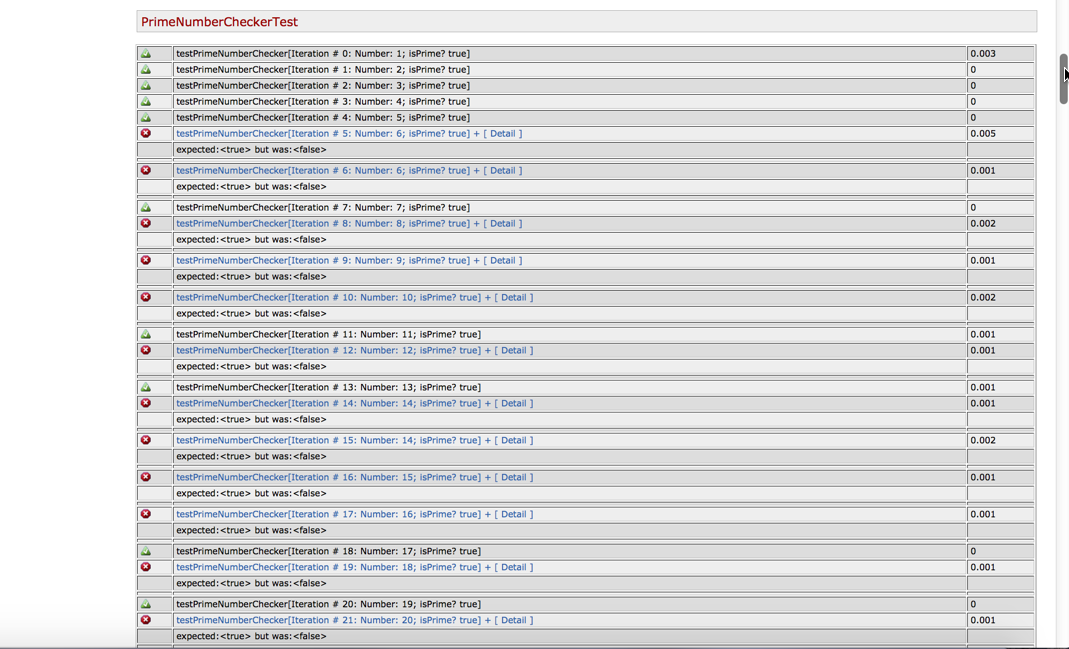 PrimeNumberCheckerTest
testPrimeNumberChecker[Iteration # 0: Number: 1; isPrime? true] 0.003
testPrimeNumberChecker[Iteration # 1: Number: 2; isPrime? true] 0
testPrimeNumberChecker[Iteration # 2: Number: 3; isPrime? true] 0
testPrimeNumberChecker[Iteration # 3: Number: 4; isPrime? true] 0
testPrimeNumberChecker[Iteration # 4: Number: 5; isPrime? true] 0
testPrimeNumberChecker[Iteration # 5: Number: 6; isPrime? true] + [ Detail ] 0.005
expected:<true> but was:<false>
testPrimeNumberChecker[Iteration # 6: Number: 6; isPrime? true] + [ Detail ] 0.001
expected:<true> but was:<false>
testPrimeNumberChecker[Iteration # 7: Number: 7; isPrime? true] 0
testPrimeNumberChecker[Iteration # 8: Number: 8; isPrime? true] + [ Detail ] 0.002
expected:<true> but was:<false>
testPrimeNumberChecker[Iteration # 9: Number: 9; isPrime? true] + [ Detail ] 0.001
expected:<true> but was:<false>
testPrimeNumberChecker[Iteration # 10: Number: 10; isPrime? true] + [ Detail ] 0.002
expected:<true> but was:<false>
testPrimeNumberChecker[Iteration # 11: Number: 11; isPrime? true] 0.001
testPrimeNumberChecker[Iteration # 12: Number: 12; isPrime? true] + [ Detail ] 0.001
expected:<true> but was:<false>
testPrimeNumberChecker[Iteration # 13: Number: 13; isPrime? true] 0.001
testPrimeNumberChecker[Iteration # 14: Number: 14; isPrime? true] + [ Detail ] 0.001
expected:<true> but was:<false>
testPrimeNumberChecker[Iteration # 15: Number: 14; isPrime? true] + [ Detail ] 0.002
expected:<true> but was:<false>
testPrimeNumberChecker[Iteration # 16: Number: 15; isPrime? true] + [ Detail ] 0.001
expected:<true> but was:<false>
testPrimeNumberChecker[Iteration # 17: Number: 16; isPrime? true] + [ Detail ] 0.001
expected:<true> but was:<false>
testPrimeNumberChecker[Iteration # 18: Number: 17; isPrime? true] 0
testPrimeNumberChecker[Iteration # 19: Number: 18; isPrime? true] + [ Detail ] 0.001
expected:<true> but was:<false>
testPrimeNumberChecker[Iteration # 20: Number: 19; isPrime? true] 0
testPrimeNumberChecker[Iteration # 21: Number: 20; isPrime? true] + [ Detail ] 0.001
expected:<true> but was:<false>